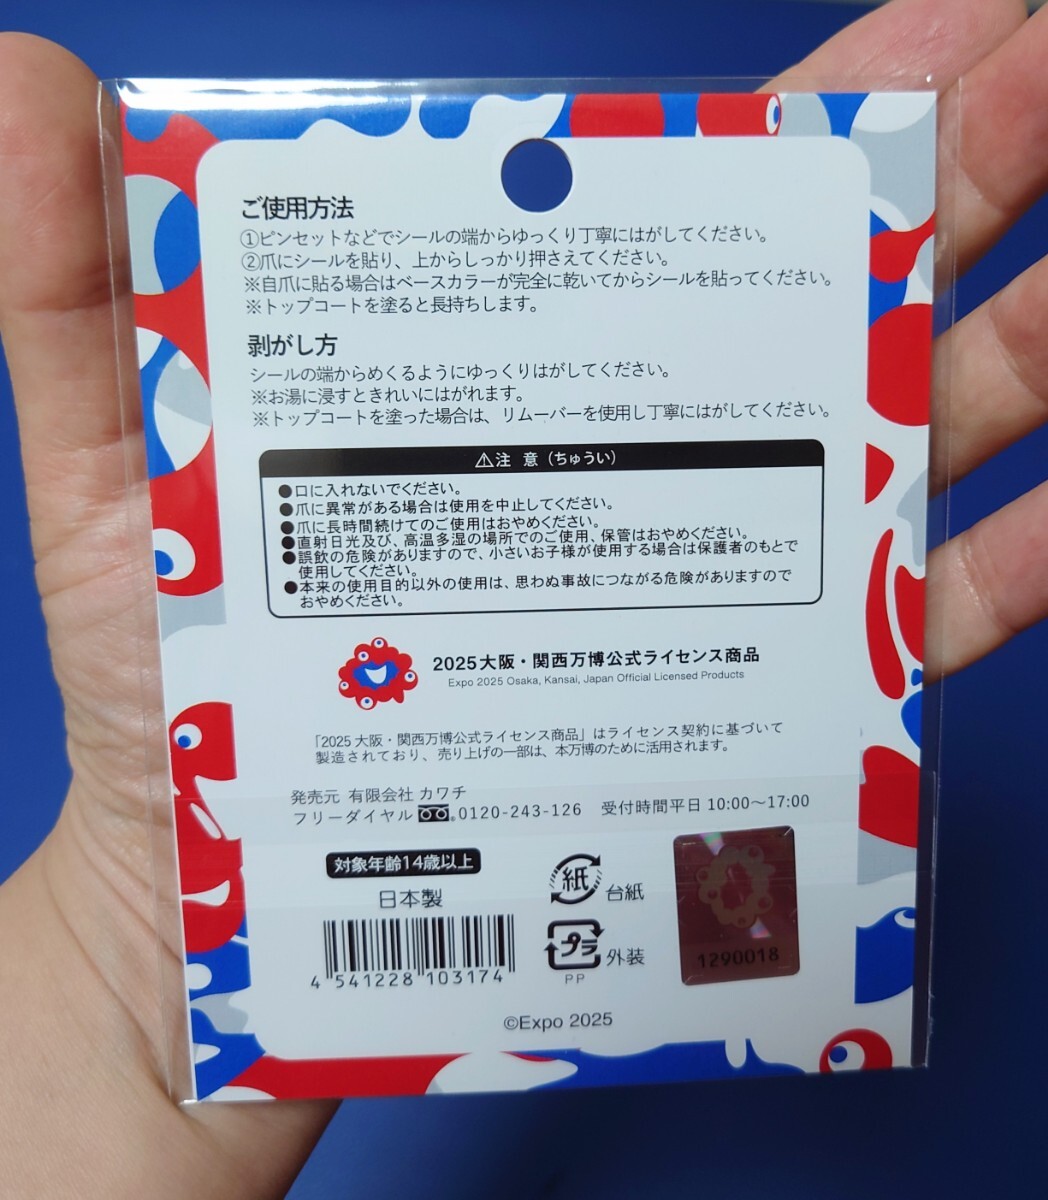 ご使用方法
①ピンセットなどでシールの端からゆっくり丁寧にはがしてください。
②爪にシールを貼り、上からしっかり押さえてください。
※自爪に貼る場合はベースカラーが完全に乾いてからシールを貼ってください。
※トップコートを塗ると長持ちします。
剥がし方
シールの端からめくるようにゆっくりはがしてください。
※お湯に浸すときれいにはがれます。
※トップコートを塗った場合は、リムーバーを使用し丁寧にはがしてください。
⚠注 意（ちゅうい）
●口に入れないでください。
●爪に異常がある場合は使用を中止してください。
●爪に長時間続けてのご使用はおやめください。
●直射日光及び、高温多湿の場所でのご使用、保管はおやめください。
●誤飲の危険がありますので、小さいお子様が使用する場合は保護者のもとで
使用してください。
●本来の使用目的以外の使用は、思わぬ事故につながる危険がありますので
おやめください。
2025大阪・関西万博公式ライセンス商品
Expo 2025 Osaka, Kansai, Japan Official Licensed Products
「2025 大阪・関西万博公式ライセンス商品」はライセンス契約に基づいて
製造されており、売り上げの一部は、本万博のために活用されます。
発売元 有限会社 カワチ
フリーダイヤル 0120-243-126 受付時間平日 10:00～17:00
対象年齢14歳以上
日本製
4 541228 103174
紙 台紙
プラ 外装
PP
1290018
©Expo 2025